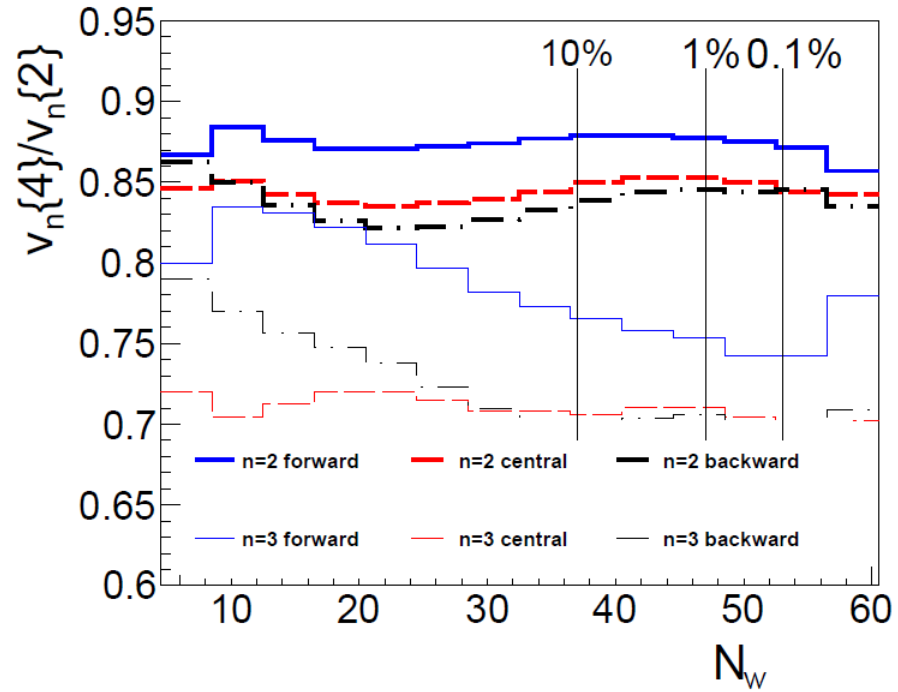 v_n{4}/v_n{2}
0.95
0.9
0.85
0.8
0.75
0.7
0.65
0.6
10% 1% 0.1%
n=2 forward n=2 central n=2 backward
n=3 forward n=3 central n=3 backward
10 20 30 40 50 60
N_w